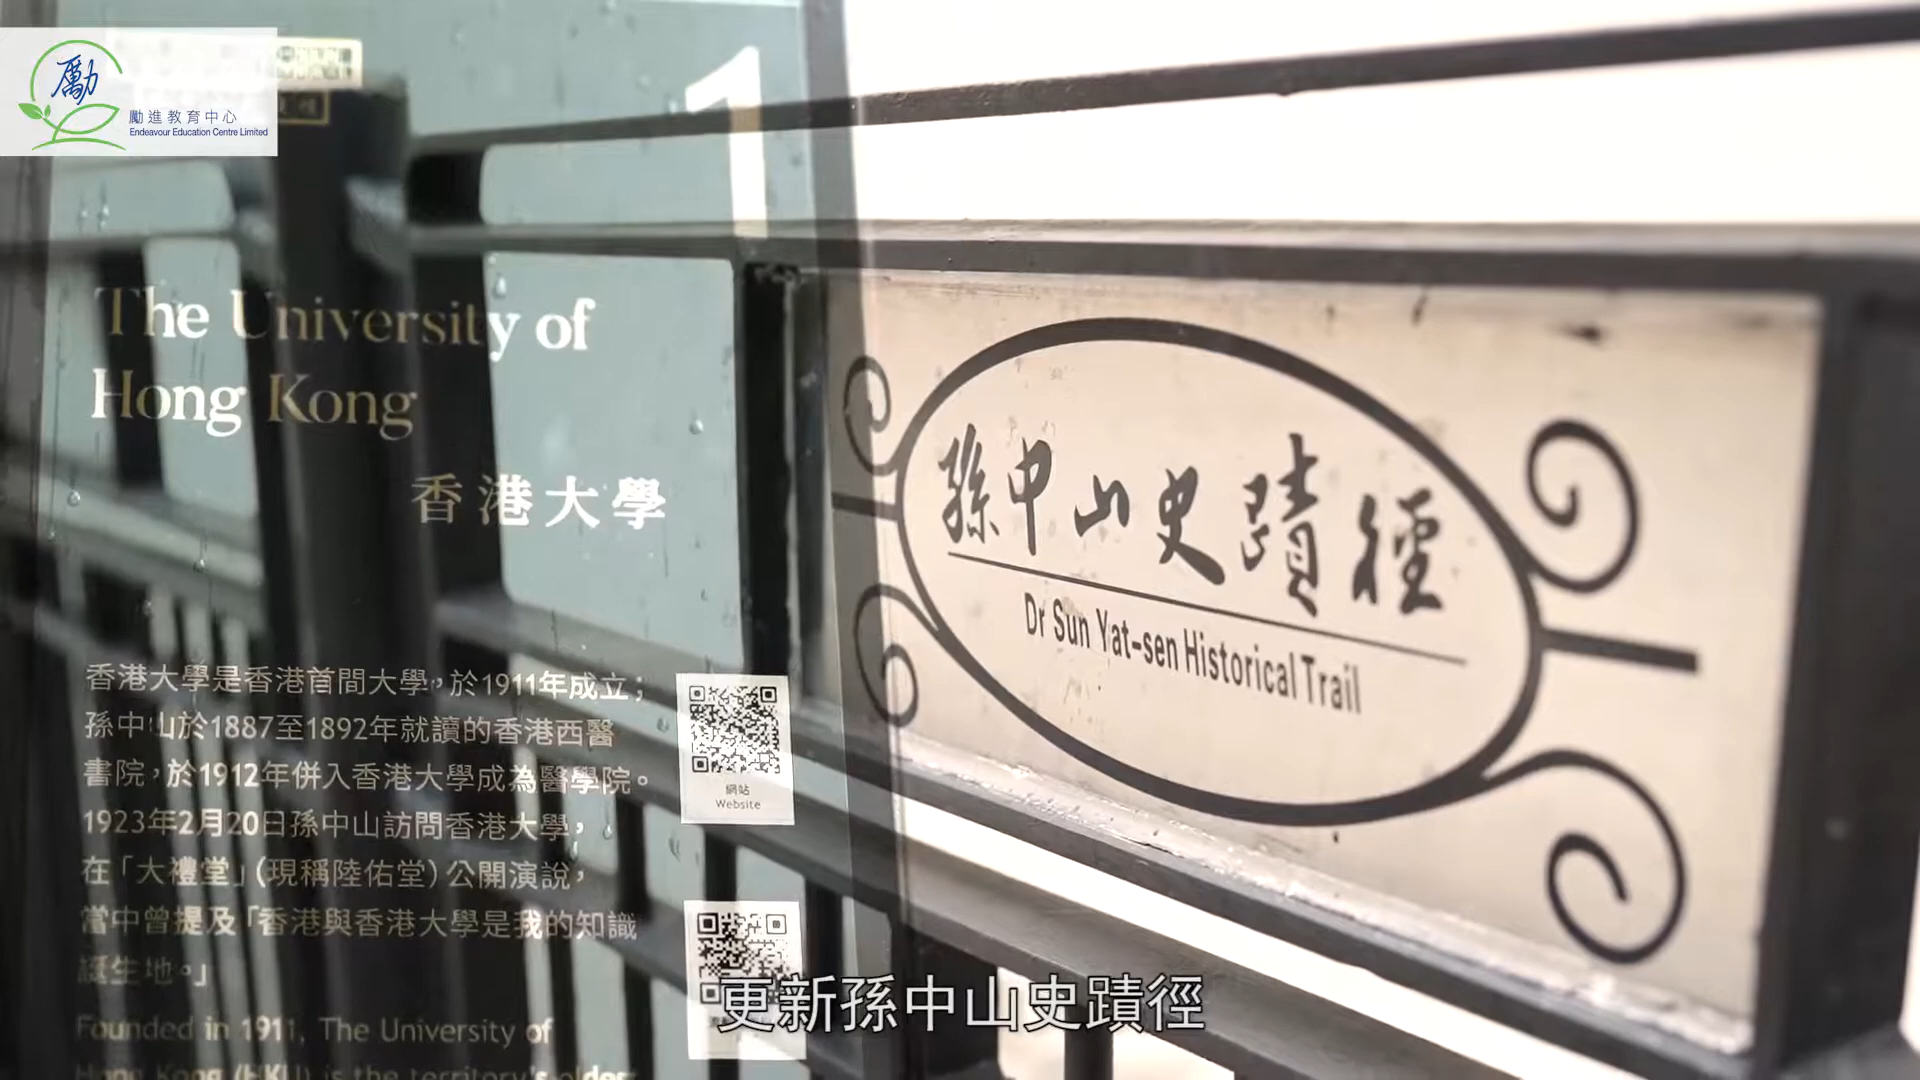 勵
勵進教育中心
Endeavour Education Centre Limited
1
The University of
Hong Kong
香港大學
香港大學是香港首間大學，於1911年成立；
孫中山於1887至1892年就讀的香港西醫
書院，於1912年併入香港大學成為醫學院。
1923年2月20日孫中山訪問香港大學，
在「大禮堂」（現稱陸佑堂）公開演說，
當中曾提及「香港與香港大學是我的知識
誕生地。」
Founded in 1911, The University of
Hong Kong (HKU) is the territory's oldest
網站
Website
孫中山史蹟徑
Dr Sun Yat-sen Historical Trail
更新孫中山史蹟徑